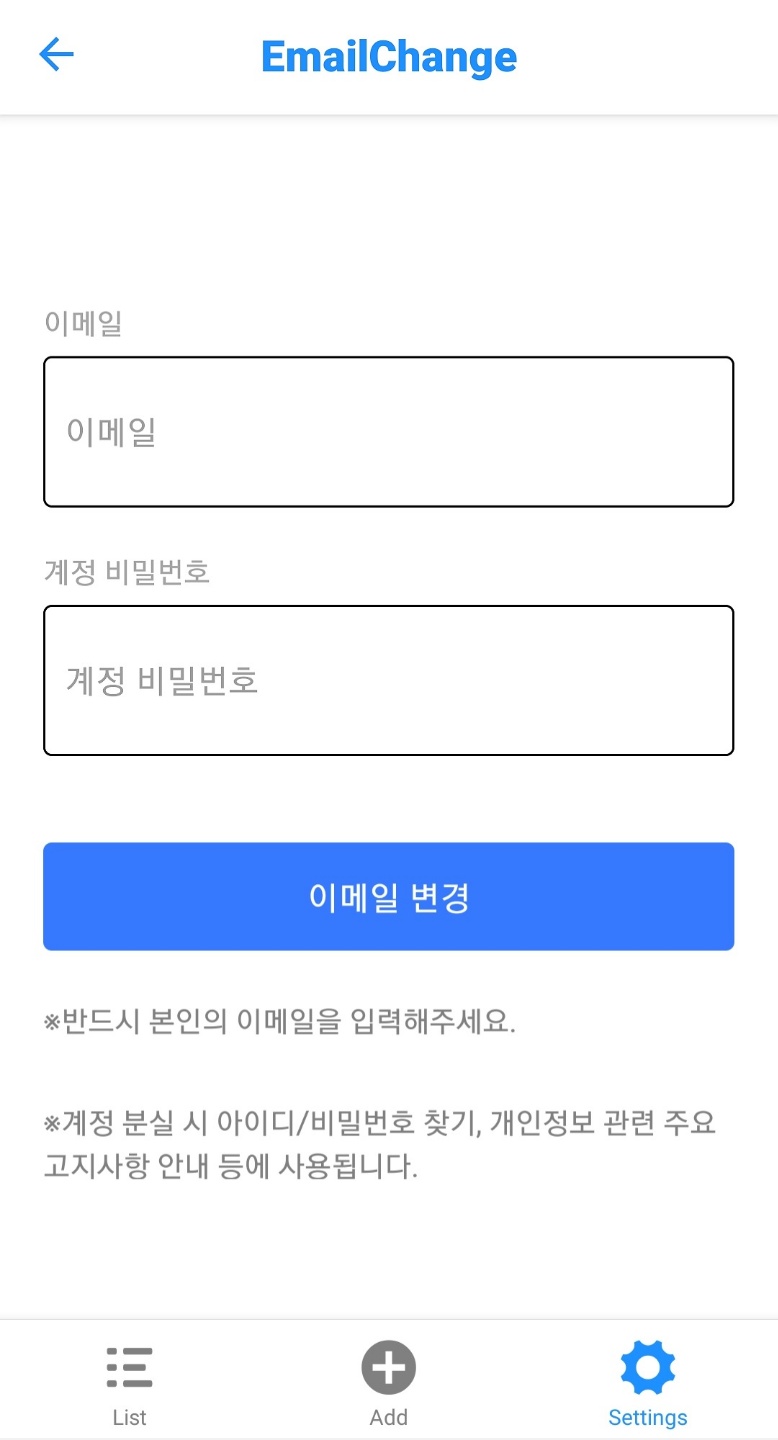 EmailChange
이메일
이메일
계정 비밀번호
계정 비밀번호
이메일 변경
※반드시 본인의 이메일을 입력해주세요.
※계정 분실 시 아이디/비밀번호 찾기, 개인정보 관련 주요
고지사항 안내 등에 사용됩니다.
List
Add
Settings